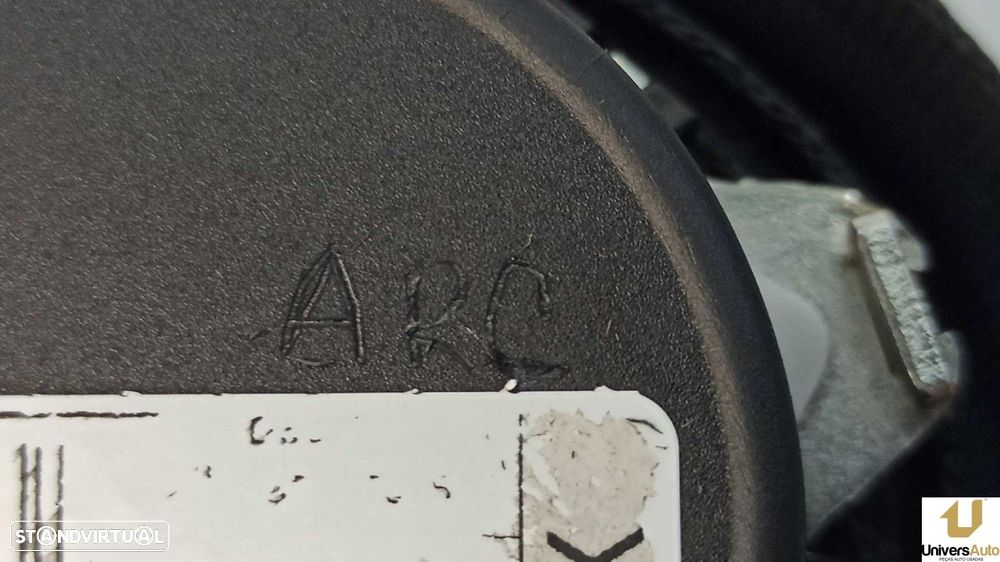 ARC
STANDVIRTUAL
UniversAuto
PEÇAS AUTO USADAS